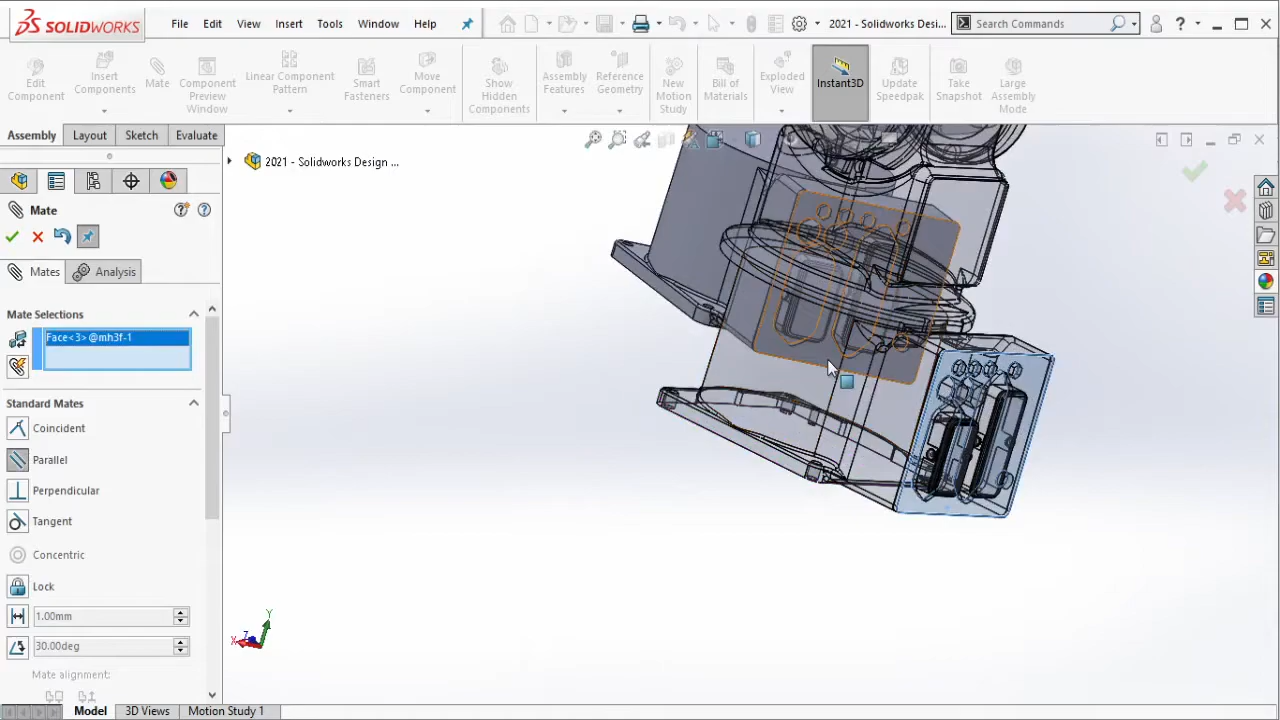 SOLIDWORKS
File Edit View Insert Tools Window Help
2021 - Solidworks Desi...
Search Commands
Edit Component
Insert Components
Mate
Component Preview Window
Linear Component Pattern
Smart Fasteners
Move Component
Show Hidden Components
Assembly Features
Reference Geometry
New Motion Study
Bill of Materials
Exploded View
Instant3D
Update Speedpak
Take Snapshot
Large Assembly Mode
Assembly Layout Sketch Evaluate
2021 - Solidworks Design ...
Mate
Mates Analysis
Mate Selections
Face<3>@mh3f-1
Standard Mates
Coincident
Parallel
Perpendicular
Tangent
Concentric
Lock
1.00mm
30.00deg
Mate alignment:
Y
X
Z
Model 3D Views Motion Study 1